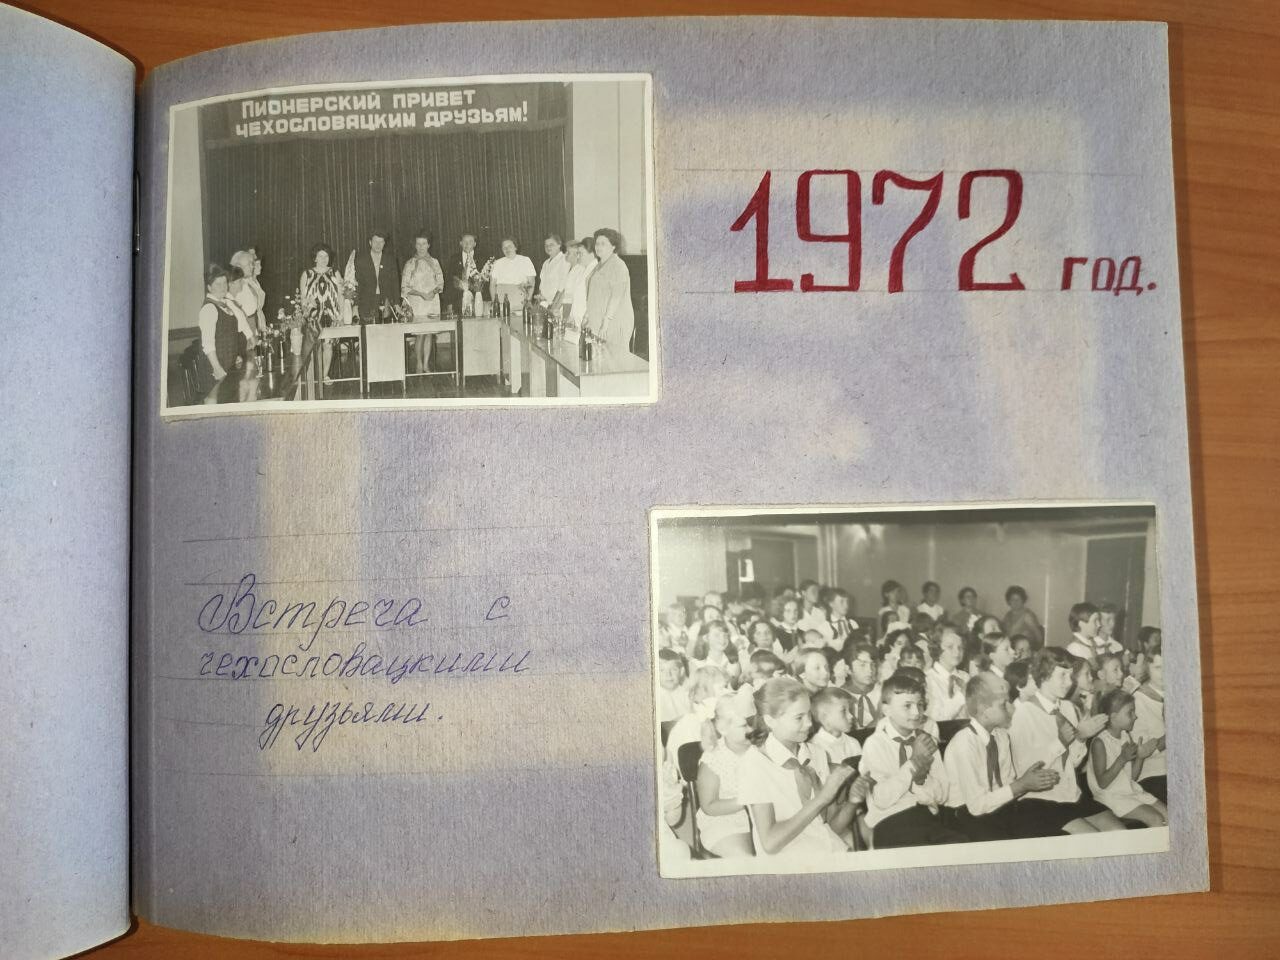 ПИОНЕРСКИЙ ПРИВЕТ
ЧЕХОСЛОВАЦКИМ ДРУЗЬЯМ!
1972 год.
Встреча с
чехословацкими
друзьями.